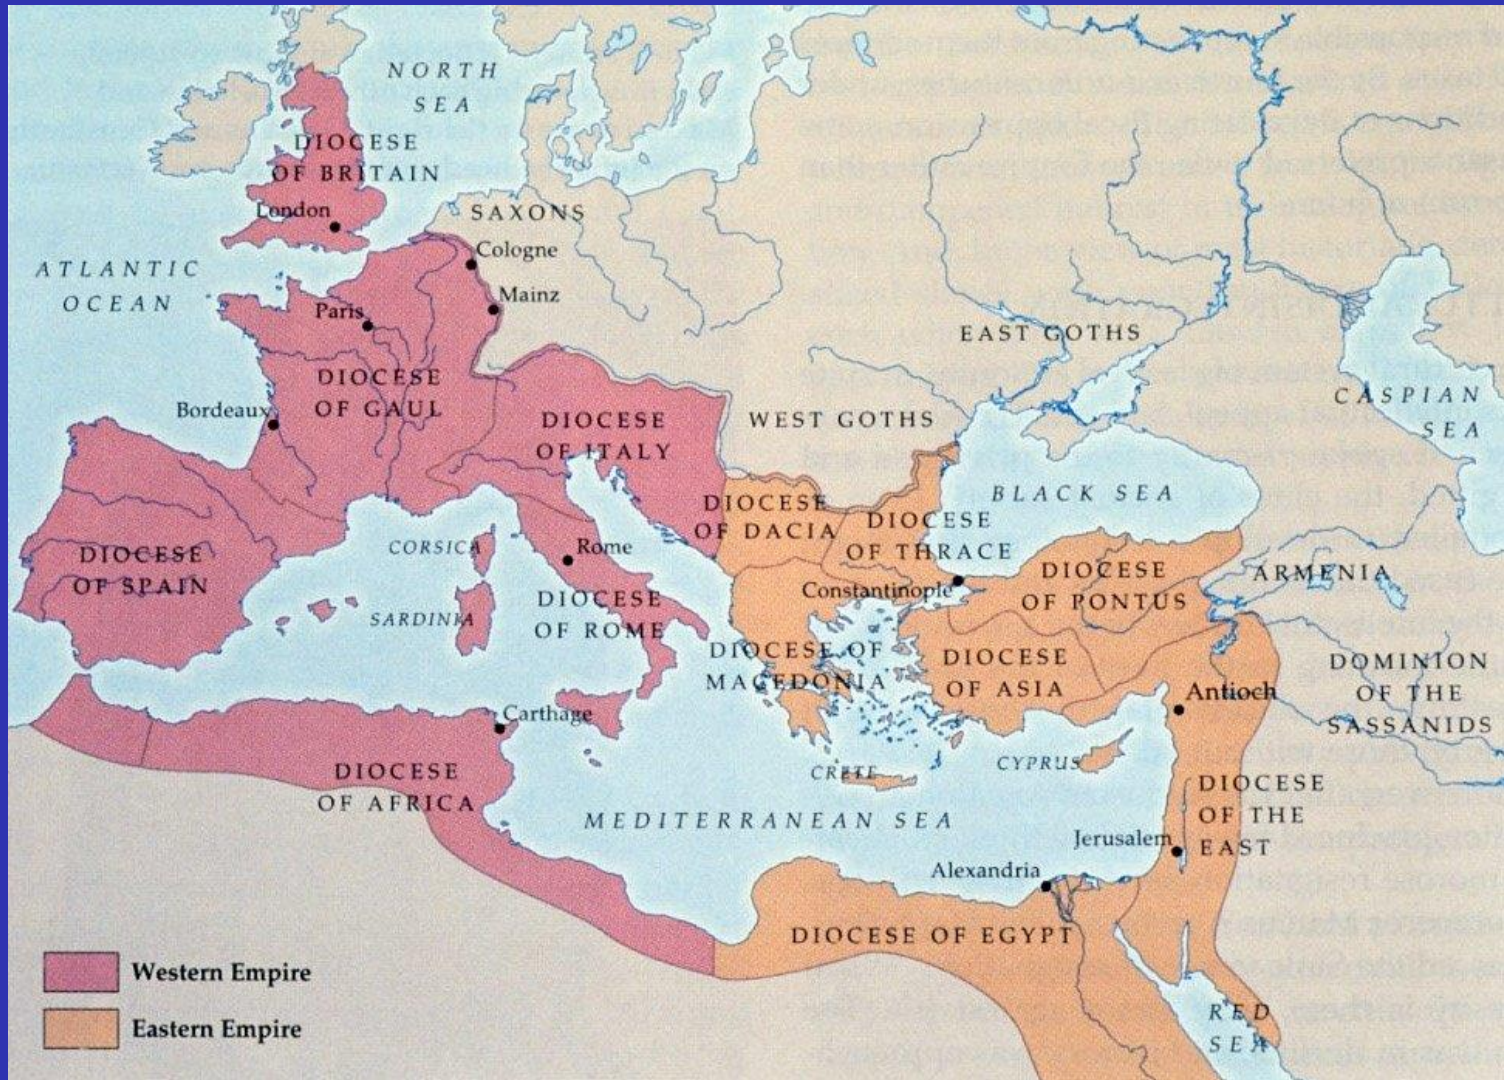 NORTH
SEA
DIOCESE
OF BRITAIN
London
SAXONS
Cologne
ATLANTIC
OCEAN
Mainz
Paris
EAST GOTHS
DIOCESE
OF GAUL
CASPIAN
SEA
Bordeaux
DIOCESE
OF ITALY
WEST GOTHS
BLACK SEA
DIOCESE
OF DACIA
DIOCESE
OF THRACE
CORSICA
Rome
DIOCESE
OF SPAIN
Constantinople
DIOCESE
OF PONTUS
ARMENIA
SARDINIA
DIOCESE
OF ROME
DIOCESE OF
MACEDONIA
DIOCESE
OF ASIA
DOMINION
OF THE
SASSANIDS
Antioch
Carthage
DIOCESE
OF AFRICA
CRETE
CYPRUS
DIOCESE
OF THE
EAST
MEDITERRANEAN SEA
Jerusalem
Alexandria
DIOCESE OF EGYPT
Western Empire
Eastern Empire
RED
SEA